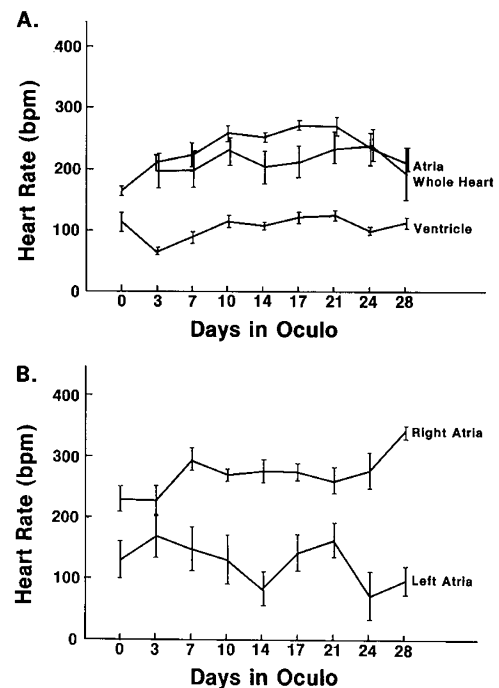 A.
400
300
200
100
0
Heart Rate (bpm)
Atria
Whole Heart
Ventricle
0 3 7 10 14 17 21 24 28
Days in Oculo
B.
400
300
200
100
0
Heart Rate (bpm)
Right Atria
Left Atria
0 3 7 10 14 17 21 24 28
Days in Oculo